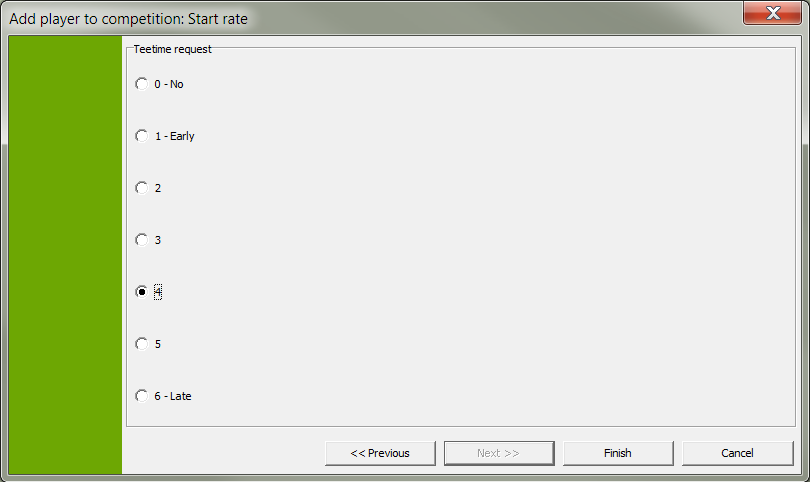 Add player to competition: Start rate
Teetime request
0 - No
1 - Early
2
3
4
5
6 - Late
<< Previous
Next >>
Finish
Cancel